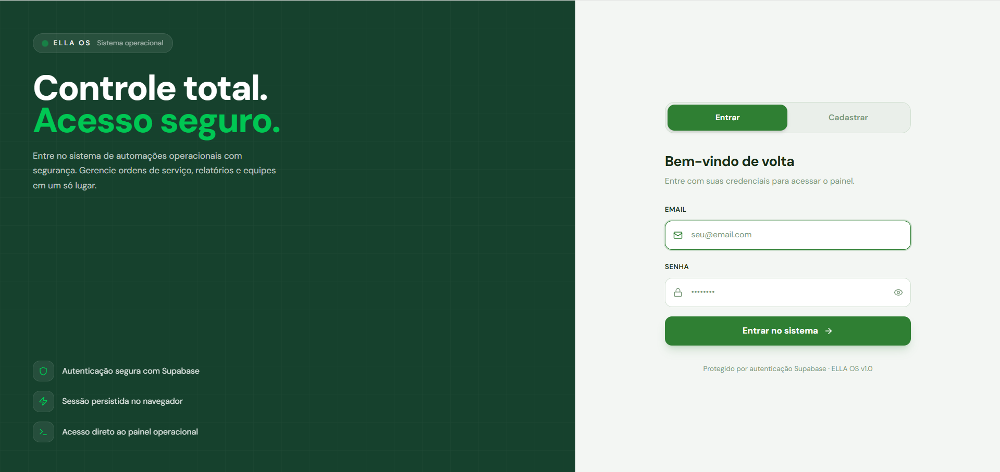 ELLA OS Sistema operacional
Controle total.
Acesso seguro.
Entre no sistema de automações operacionais com
segurança. Gerencie ordens de serviço, relatórios e equipes
em um só lugar.
Autenticação segura com Supabase
Sessão persistida no navegador
Acesso direto ao painel operacional
Entrar Cadastrar
Bem-vindo de volta
Entre com suas credenciais para acessar o painel.
EMAIL
seu@email.com
SENHA
••••••••
Entrar no sistema →
Protegido por autenticação Supabase · ELLA OS v1.0